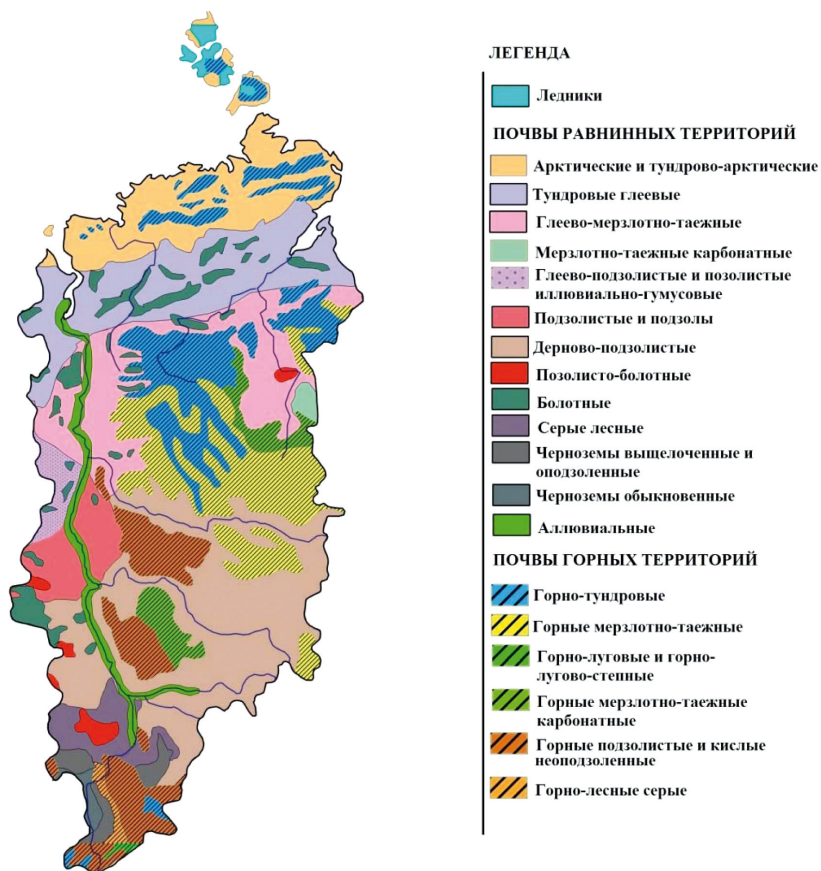 ЛЕГЕНДА
Ледники
ПОЧВЫ РАВНИННЫХ ТЕРРИТОРИЙ
Арктические и тундрово-арктические
Тундровые глеевые
Глеево-мерзлотно-таежные
Мерзлотно-таежные карбонатные
Глеево-подзолистые и позолистые
иллювиально-гумусовые
Подзолистые и подзолы
Дерново-подзолистые
Позолисто-болотные
Болотные
Серые лесные
Черноземы выщелоченные и
оподзоленные
Черноземы обыкновенные
Аллювиальные
ПОЧВЫ ГОРНЫХ ТЕРРИТОРИЙ
Горно-тундровые
Горные мерзлотно-таежные
Горно-луговые и горно-
лугово-степные
Горные мерзлотно-таежные
карбонатные
Горные подзолистые и кислые
неоподзоленные
Горно-лесные серые